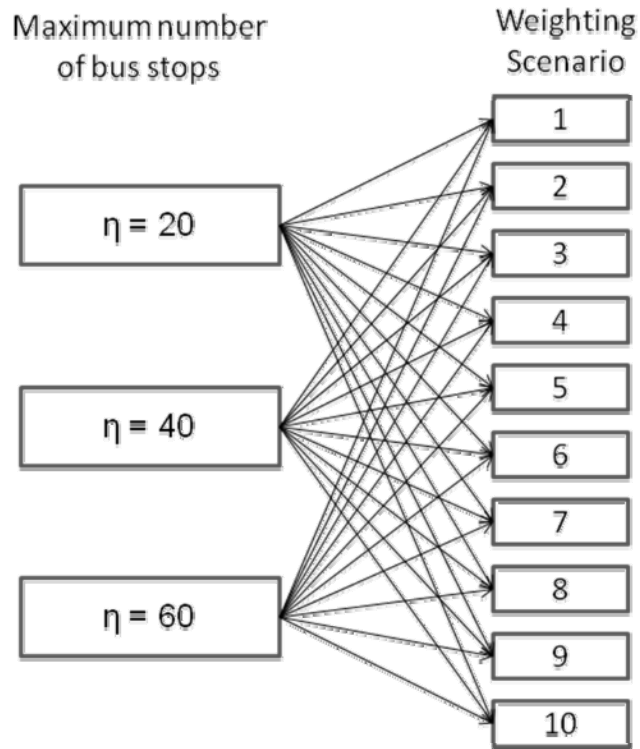 Maximum number
of bus stops
Weighting
Scenario
η = 20
η = 40
η = 60
1
2
3
4
5
6
7
8
9
10